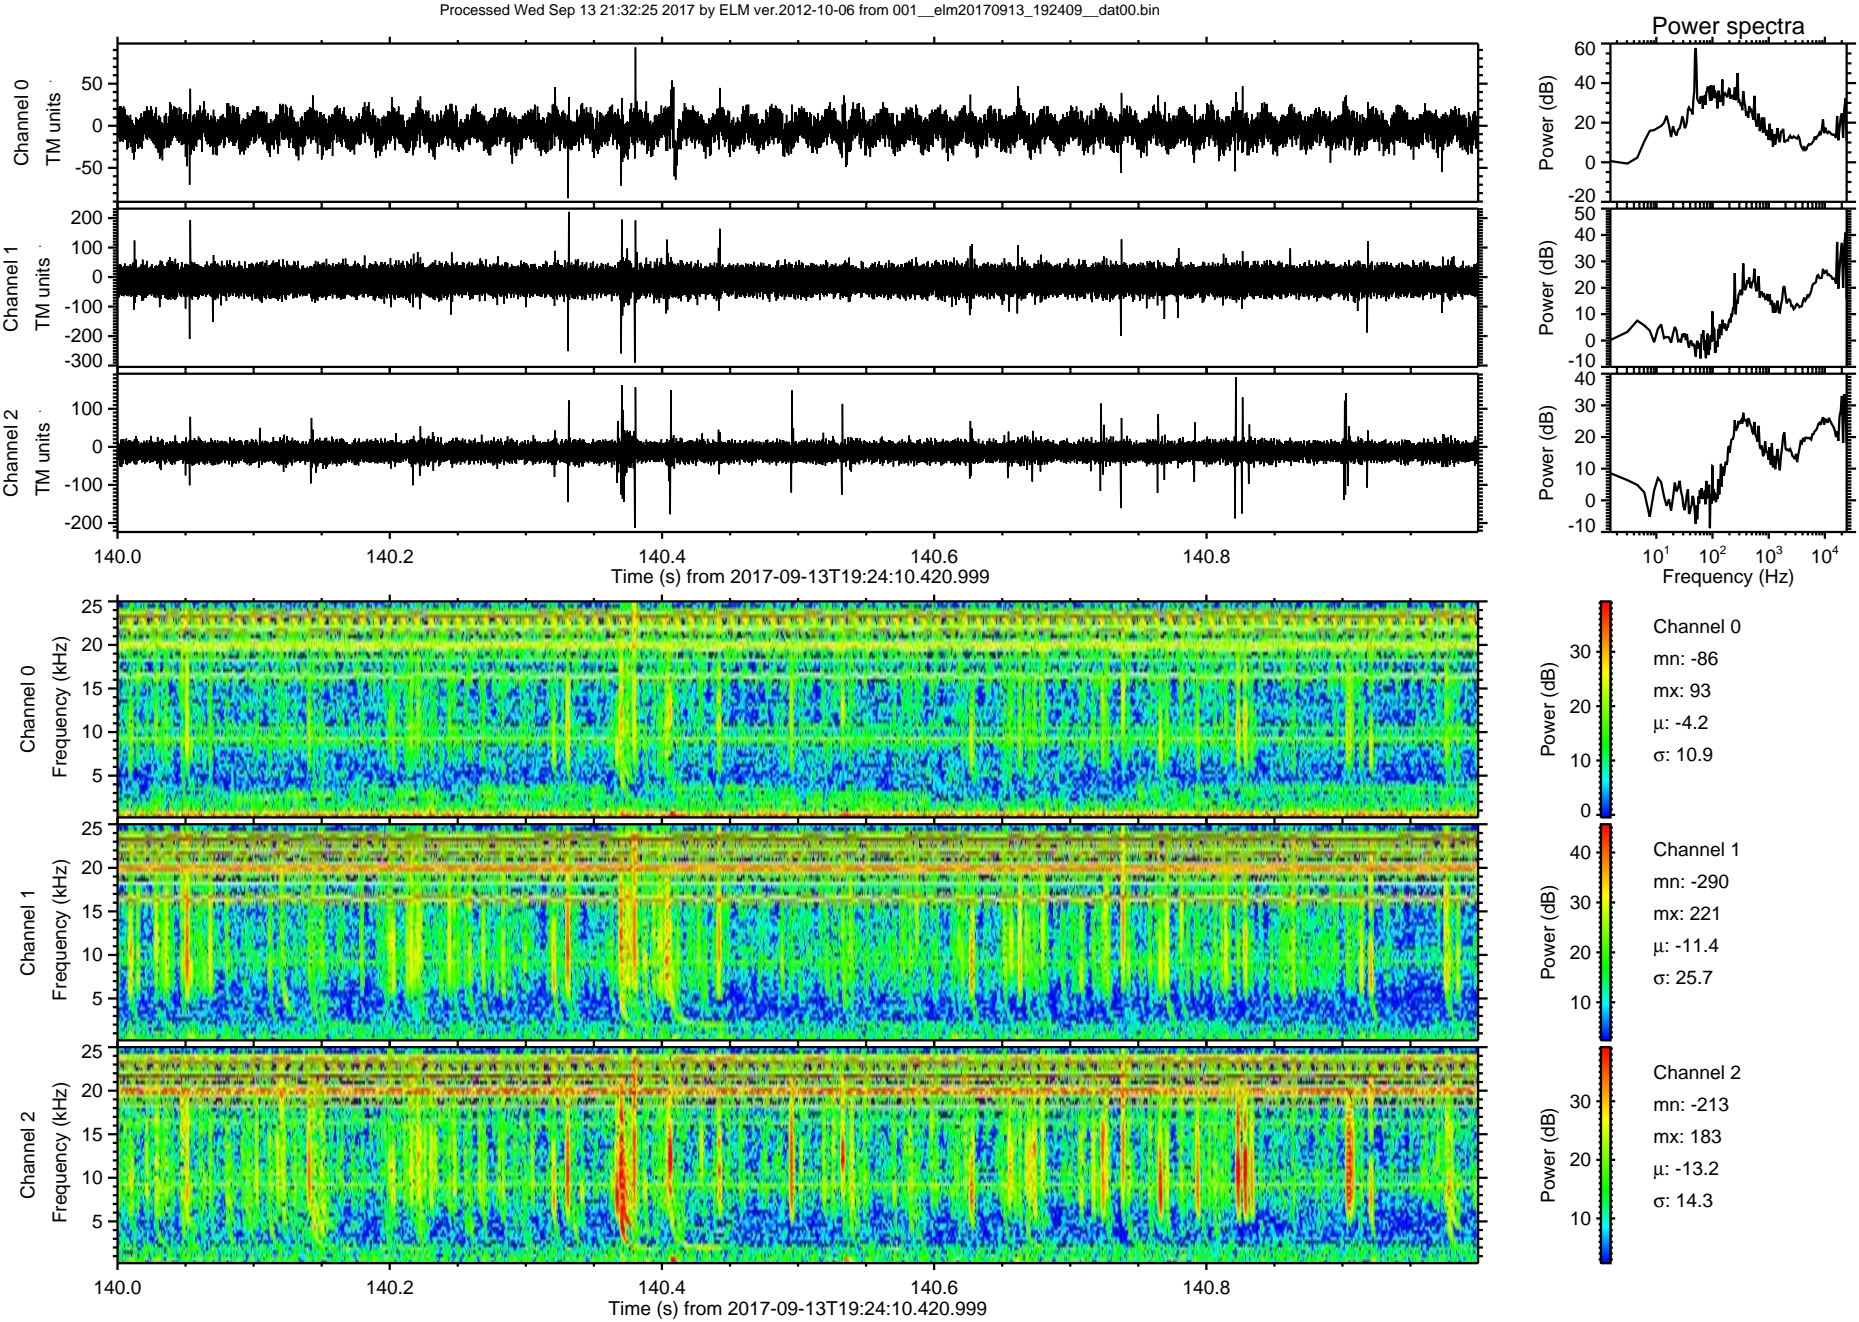 Processed Wed Sep 13 21:32:25 2017 by ELM ver.2012-10-06 from 001__elm20170913_192409__dat00.bin
Power spectra
Channel 0
TM units
50
0
-50
Power (dB)
60
40
20
0
-20
Channel 1
TM units
200
100
0
-100
-200
-300
Power (dB)
50
40
30
20
10
0
-10
Channel 2
TM units
100
0
-100
-200
Power (dB)
40
30
20
10
0
-10
140.0 140.2 140.4 140.6 140.8
Time (s) from 2017-09-13T19:24:10.420.999
10^1 10^2 10^3 10^4
Frequency (Hz)
Channel 0
Frequency (kHz)
25
20
15
10
5
Power (dB)
30
20
10
0
Channel 0
mn: -86
mx: 93
μ: -4.2
σ: 10.9
Channel 1
Frequency (kHz)
25
20
15
10
5
Power (dB)
40
30
20
10
Channel 1
mn: -290
mx: 221
μ: -11.4
σ: 25.7
Channel 2
Frequency (kHz)
25
20
15
10
5
Power (dB)
30
20
10
Channel 2
mn: -213
mx: 183
μ: -13.2
σ: 14.3
140.0 140.2 140.4 140.6 140.8
Time (s) from 2017-09-13T19:24:10.420.999